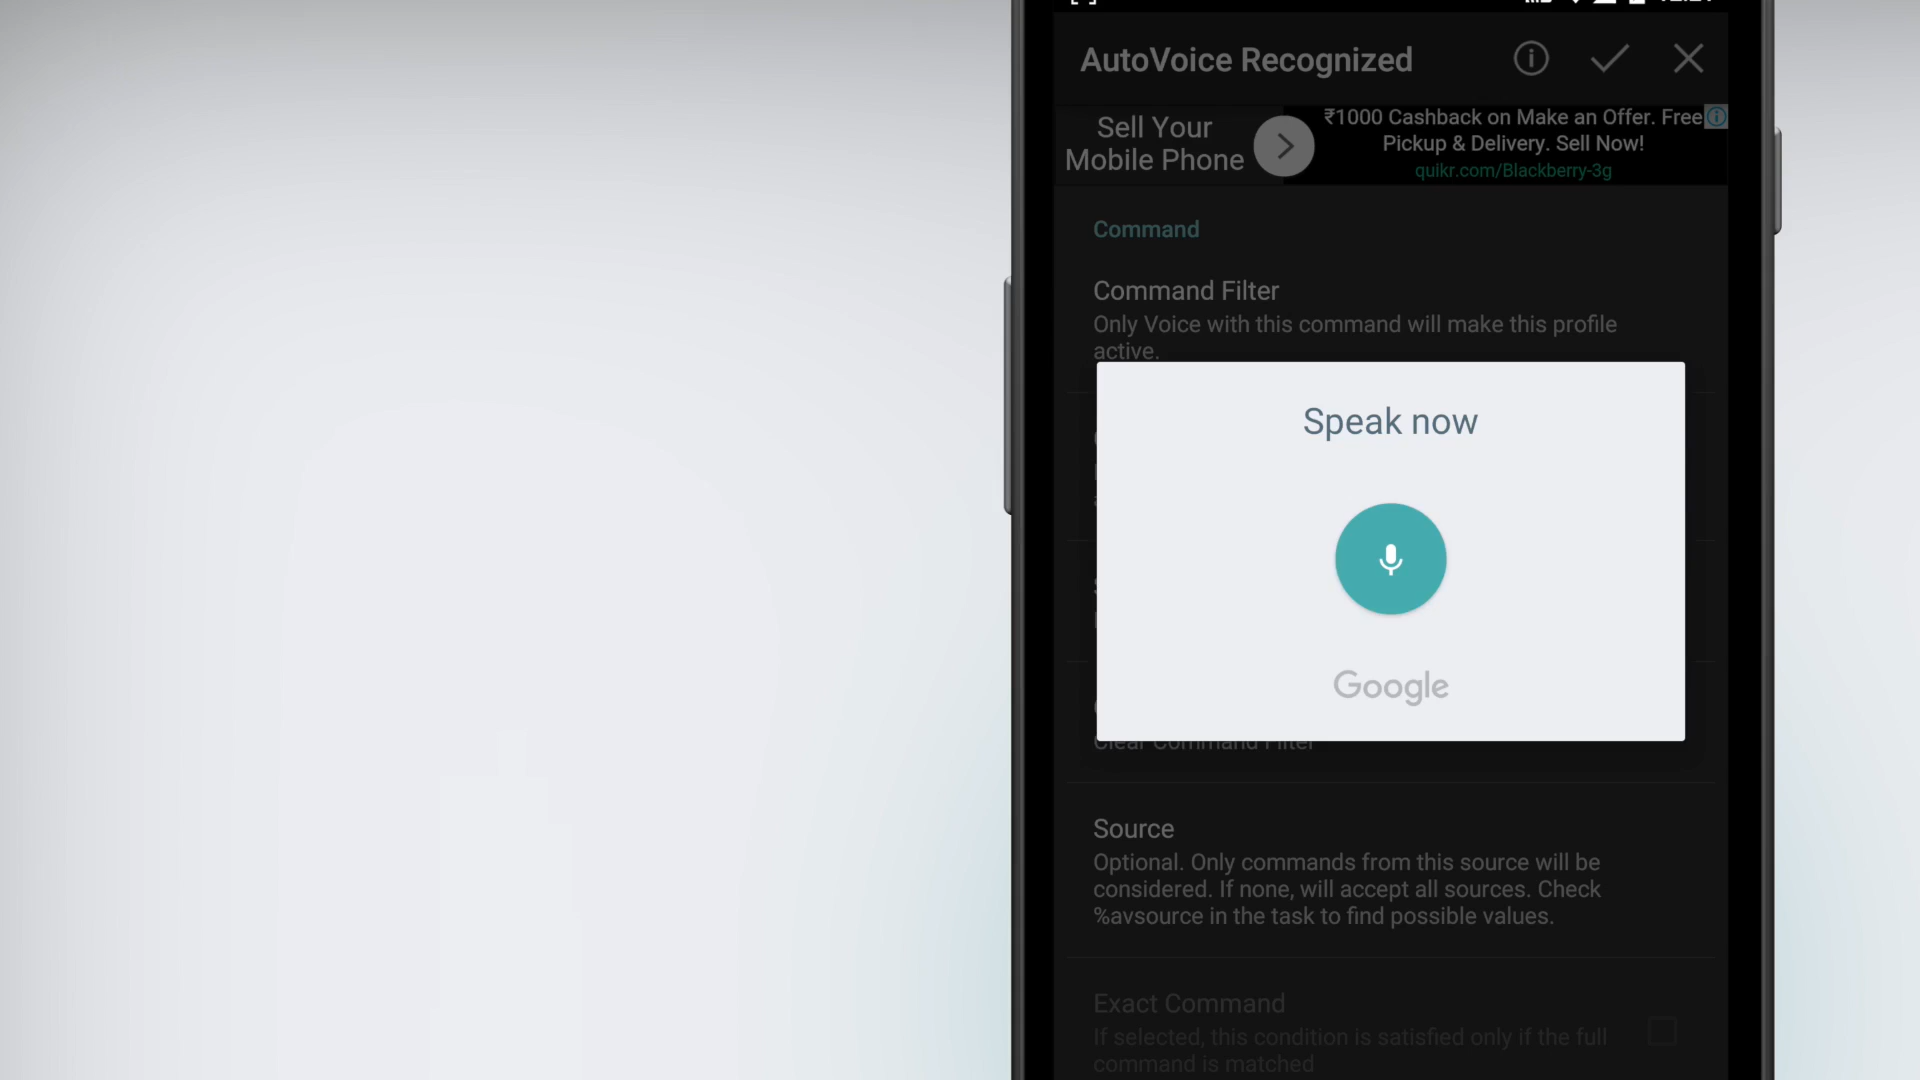 AutoVoice Recognized
Sell Your
Mobile Phone
₹1000 Cashback on Make an Offer. Free
Pickup & Delivery. Sell Now!
quikr.com/Blackberry-3g
Command
Command Filter
Only Voice with this command will make this profile
active.
Speak now
Google
Clear Command Filter
Source
Optional. Only commands from this source will be
considered. If none, will accept all sources. Check
%avsource in the task to find possible values.
Exact Command
If selected, this condition is satisfied only if the full
command is matched